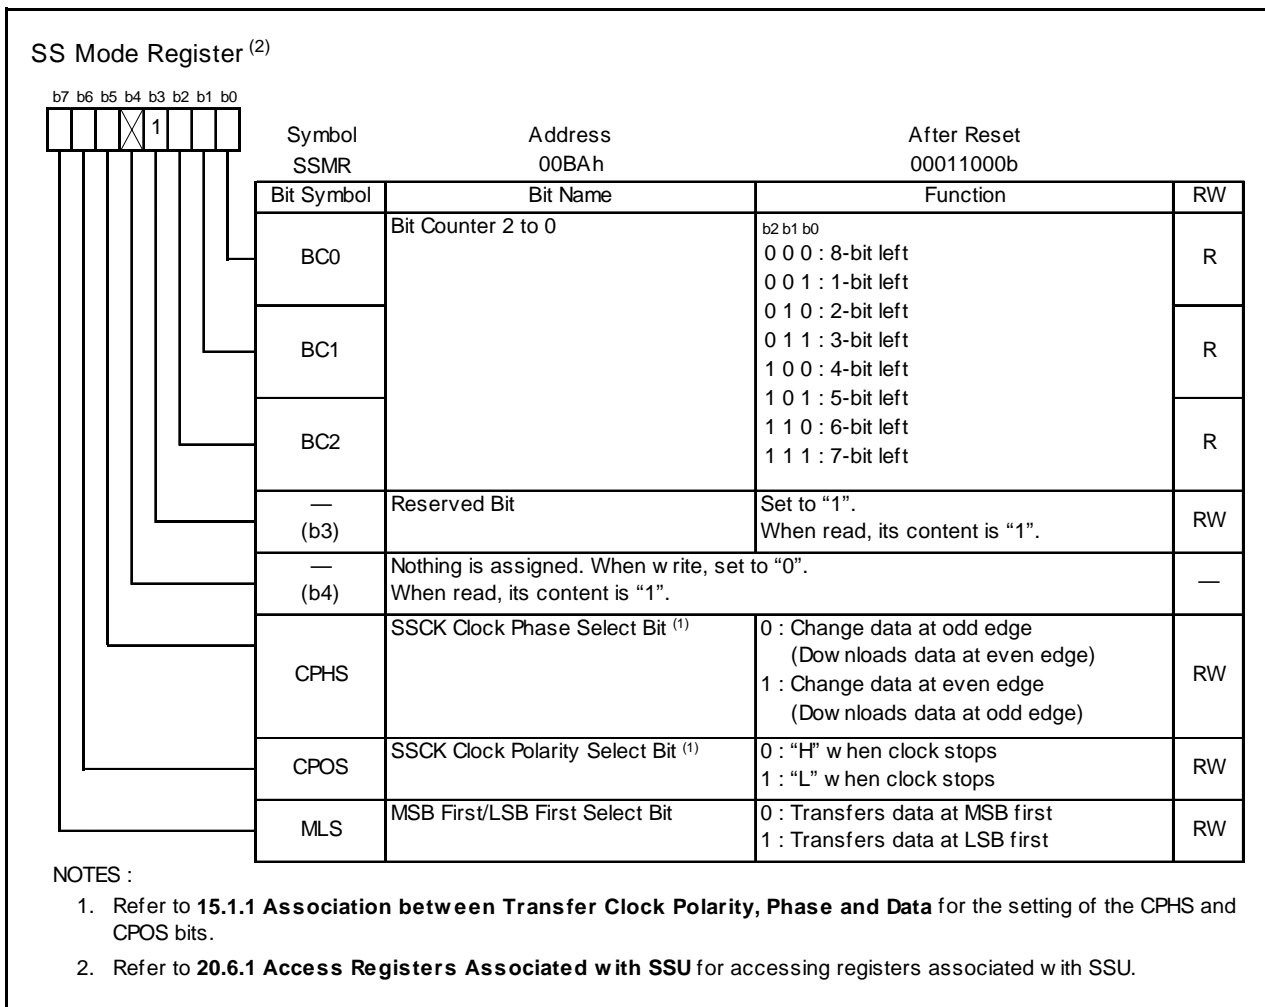 SS Mode Register (2)
b7 b6 b5 b4 b3 b2 b1 b0
1
Symbol Address After Reset
SSMR 00BAh 00011000b
Bit Symbol Bit Name Function RW
BC0 Bit Counter 2 to 0 b2 b1 b0
0 0 0 : 8-bit left R
0 0 1 : 1-bit left
0 1 0 : 2-bit left
BC1 0 1 1 : 3-bit left R
1 0 0 : 4-bit left
1 0 1 : 5-bit left
BC2 1 1 0 : 6-bit left R
1 1 1 : 7-bit left
— (b3) Reserved Bit Set to “1”.
When read, its content is “1”. RW
— (b4) Nothing is assigned. When write, set to “0”.
When read, its content is “1”. —
CPHS SSCK Clock Phase Select Bit (1) 0 : Change data at odd edge
(Downloads data at even edge) RW
1 : Change data at even edge
(Downloads data at odd edge)
CPOS SSCK Clock Polarity Select Bit (1) 0 : “H” when clock stops
1 : “L” when clock stops RW
MLS MSB First/LSB First Select Bit 0 : Transfers data at MSB first
1 : Transfers data at LSB first RW
NOTES :
1. Refer to 15.1.1 Association between Transfer Clock Polarity, Phase and Data for the setting of the CPHS and
CPOS bits.
2. Refer to 20.6.1 Access Registers Associated with SSU for accessing registers associated with SSU.